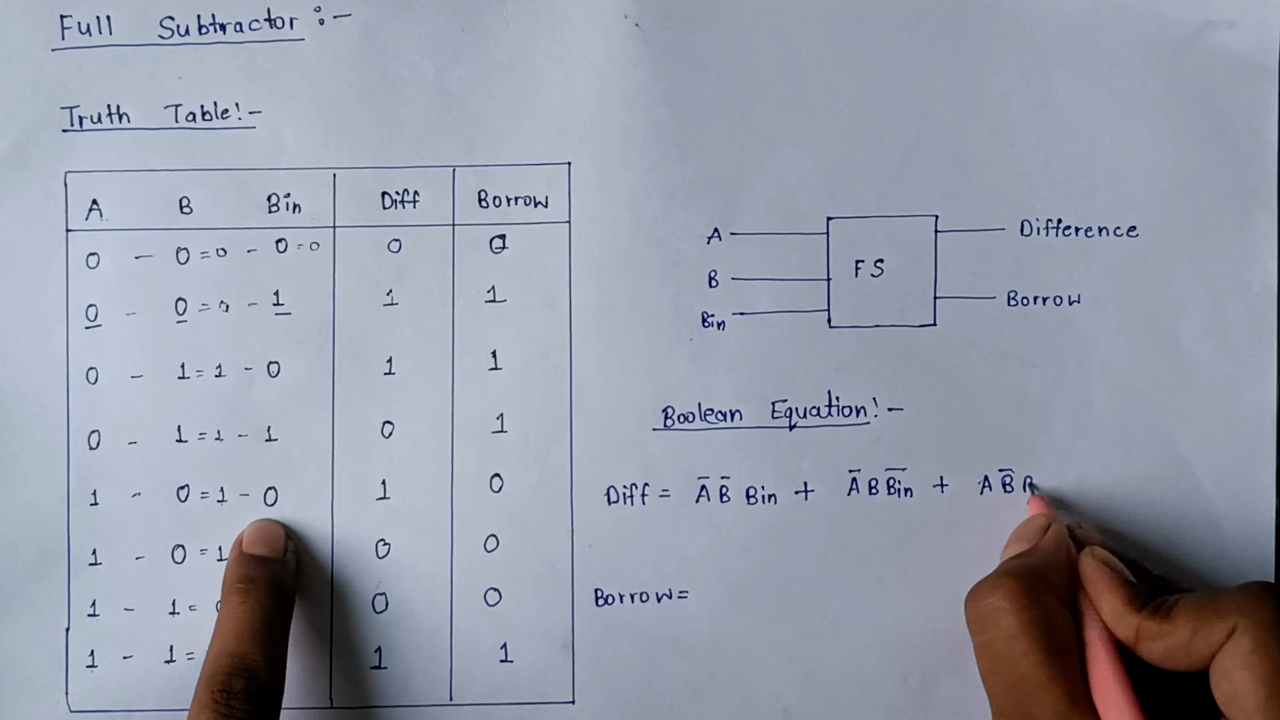 Full Subtractor :-
Truth Table!-
A B Bin Diff Borrow
0 - 0 = 0 - 0 = 0 0 0
0 - 0 = 0 - 1 1 1
0 - 1 = 1 - 0 1 1
0 - 1 = 1 - 1 0 1
1 - 0 = 1 - 0 1 0
1 - 0 = 1 0 0
1 - 1 = 0 0
1 - 1 = 1 1
A
B
Bin
FS
Difference
Borrow
Boolean Equation!-
Diff = A̅ B̅ Bin + A̅ B B̅i̅n̅ + A B̅ B
Borrow =